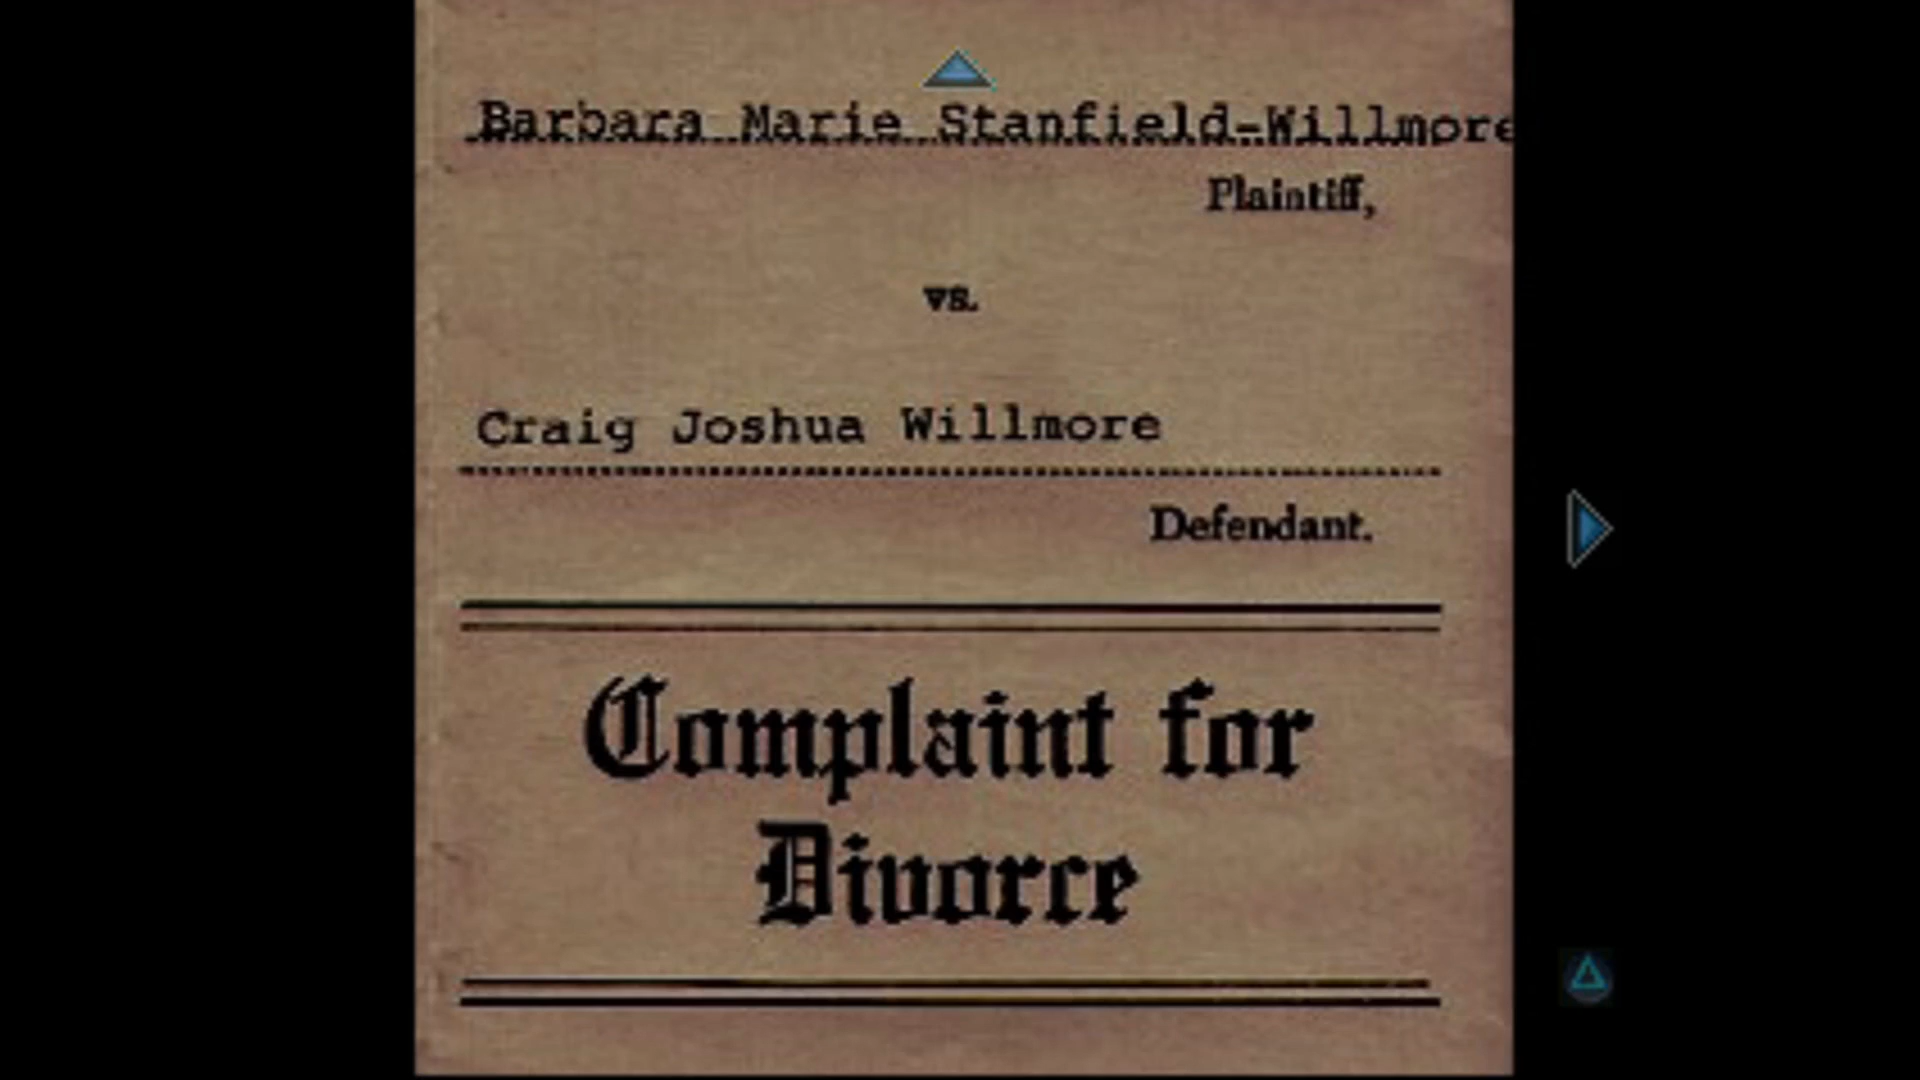 Barbara Marie Stanfield-Willmore
Plaintiff,
vs.
Craig Joshua Willmore
Defendant.
Complaint for
Divorce